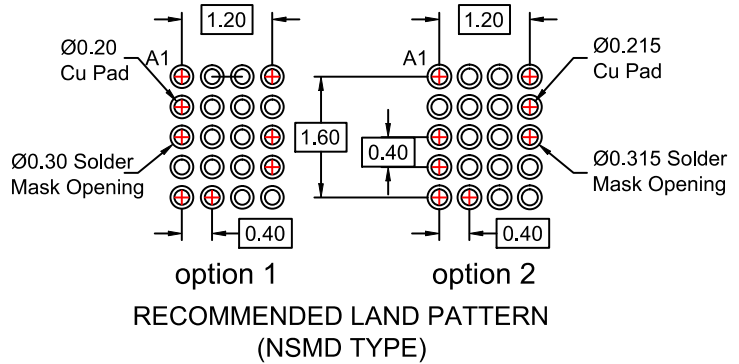 1.20
1.20
Ø0.20
Cu Pad
A1
A1
Ø0.215
Cu Pad
1.60
0.40
Ø0.30 Solder
Mask Opening
Ø0.315 Solder
Mask Opening
0.40
0.40
option 1
option 2
RECOMMENDED LAND PATTERN
(NSMD TYPE)